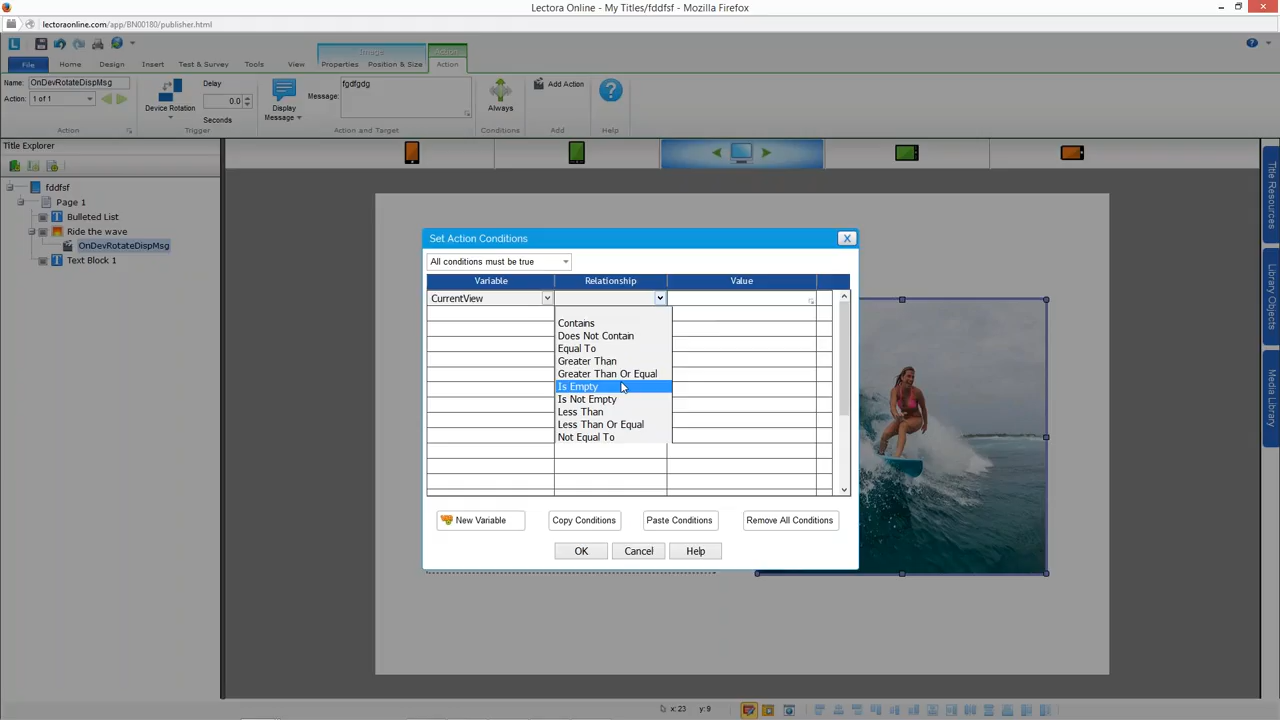 Lectora Online - My Titles/fddfsf - Mozilla Firefox
lectoraonline.com/app/BN00180/publisher.html
Image
Action
File
Home
Design
Insert
Test & Survey
Tools
View
Properties
Position & Size
Action
Name: OnDevRotateDispMsg
Action: 1 of 1
Action
Device Rotation
Delay
0.0
Seconds
Trigger
Display
Message
Message:
fgdfgdg
Action and Target
Always
Conditions
Add Action
Add
Help
Title Explorer
fddfsf
Page 1
Bulleted List
Ride the wave
OnDevRotateDispMsg
Text Block 1
Title Resources
Library Objects
Media Library
Set Action Conditions
X
All conditions must be true
Variable Relationship Value
CurrentView
Contains
Does Not Contain
Equal To
Greater Than
Greater Than Or Equal
Is Empty
Is Not Empty
Less Than
Less Than Or Equal
Not Equal To
New Variable
Copy Conditions
Paste Conditions
Remove All Conditions
OK
Cancel
Help
x: 23 y: 9